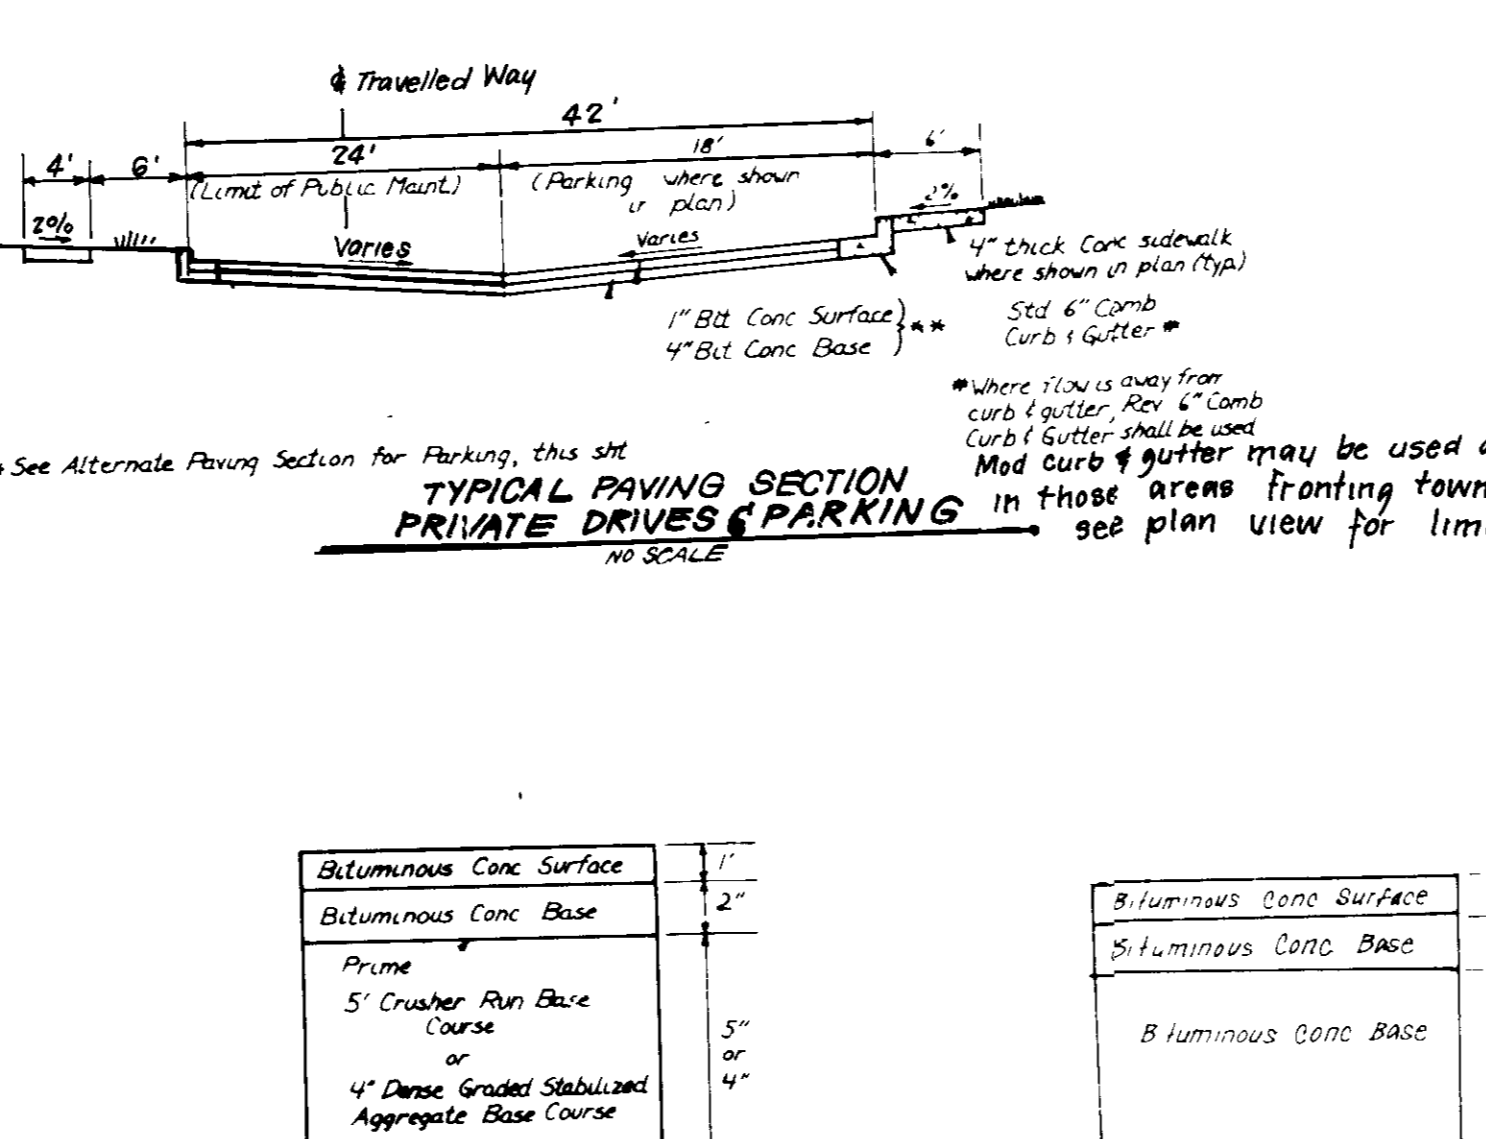 ℄ Travelled Way
42'
4' 6' 24' 18' 6'
(Limit of Public Maint.) (Parking where shown
in plan)
2% Varies Varies 2%
4" thick Conc sidewalk
where shown in plan (typ.)
1" Bit Conc Surface } **
4" Bit Conc Base
Std 6" Comb
Curb & Gutter *
* Where flow is away from
curb & gutter, Rev 6" Comb
Curb & Gutter shall be used
Mod curb & gutter may be used
in those areas fronting town
see plan view for lim
See Alternate Paving Section for Parking, this sht
TYPICAL PAVING SECTION
PRIVATE DRIVES & PARKING
NO SCALE
Bituminous Conc Surface 1"
Bituminous Conc Base 2"
Prime
5" Crusher Run Base
Course
or
4" Dense Graded Stabilized
Aggregate Base Course
5"
or
4"
Bituminous Conc Surface
Bituminous Conc Base
Bituminous Conc Base